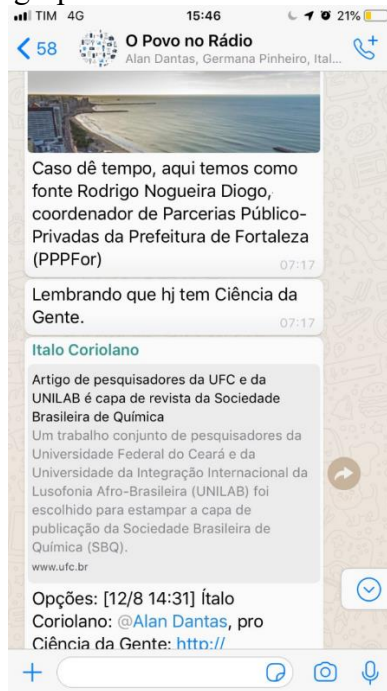 TIM 4G 15:46 21%
58 O Povo no Rádio
Alan Dantas, Germana Pinheiro, Ital...
Caso dê tempo, aqui temos como
fonte Rodrigo Nogueira Diogo,
coordenador de Parcerias Público-
Privadas da Prefeitura de Fortaleza
(PPPFor) 07:17
Lembrando que hj tem Ciência da
Gente. 07:17
Italo Coriolano
Artigo de pesquisadores da UFC e da
UNILAB é capa de revista da Sociedade
Brasileira de Química
Um trabalho conjunto de pesquisadores da
Universidade Federal do Ceará e da
Universidade da Integração Internacional da
Lusofonia Afro-Brasileira (UNILAB) foi
escolhido para estampar a capa de
publicação da Sociedade Brasileira de
Química (SBQ).
www.ufc.br
Opções: [12/8 14:31] Ítalo
Coriolano: @Alan Dantas, pro
Ciência da Gente: http://